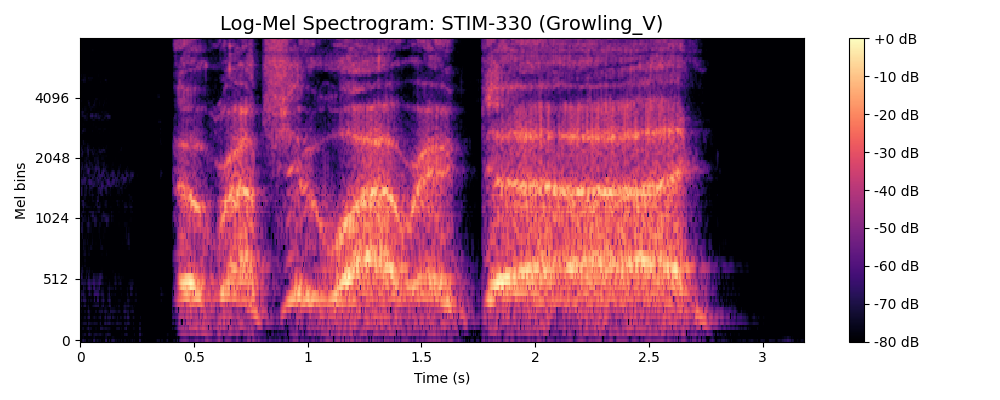 Log-Mel Spectrogram: STIM-330 (Growling_V)
Mel bins
4096
2048
1024
512
0
0
0.5
1
1.5
2
2.5
3
Time (s)
+0 dB
-10 dB
-20 dB
-30 dB
-40 dB
-50 dB
-60 dB
-70 dB
-80 dB